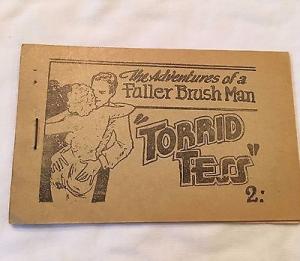 The Adventures of a
Fuller Brush Man
"TORRID
TESS"
2: